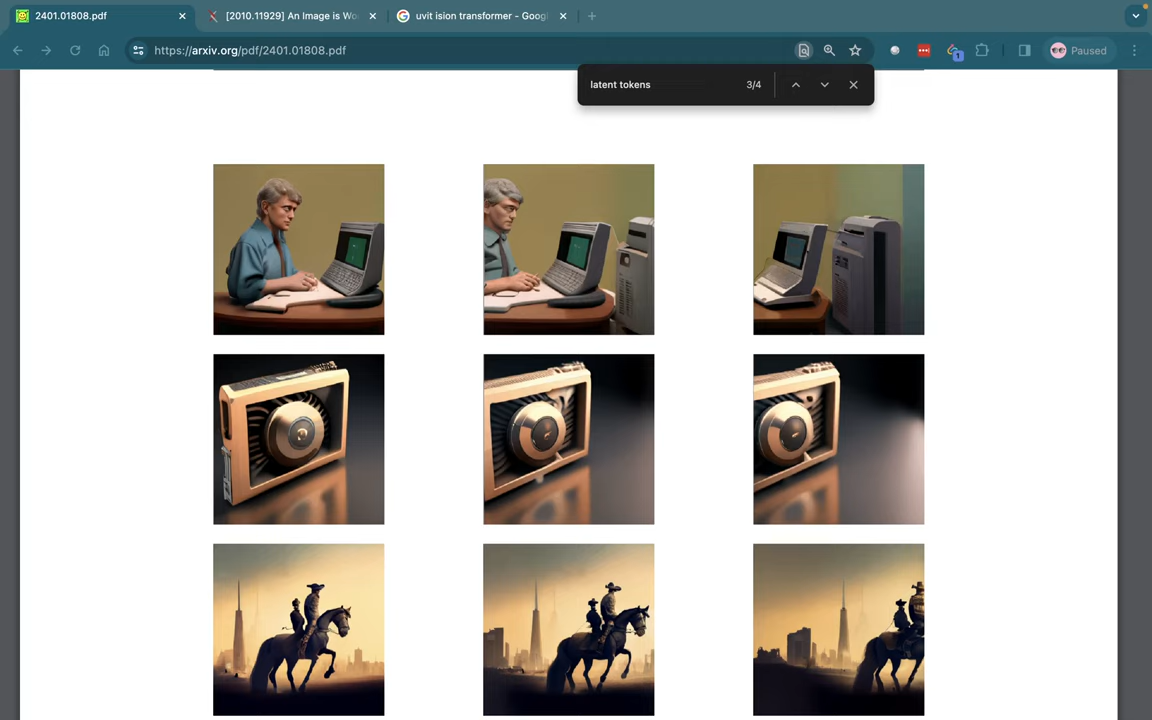 2401.01808.pdf
[2010.11929] An Image is Wo
uvit ision transformer - Googl
https://arxiv.org/pdf/2401.01808.pdf
1
Paused
latent tokens
3/4